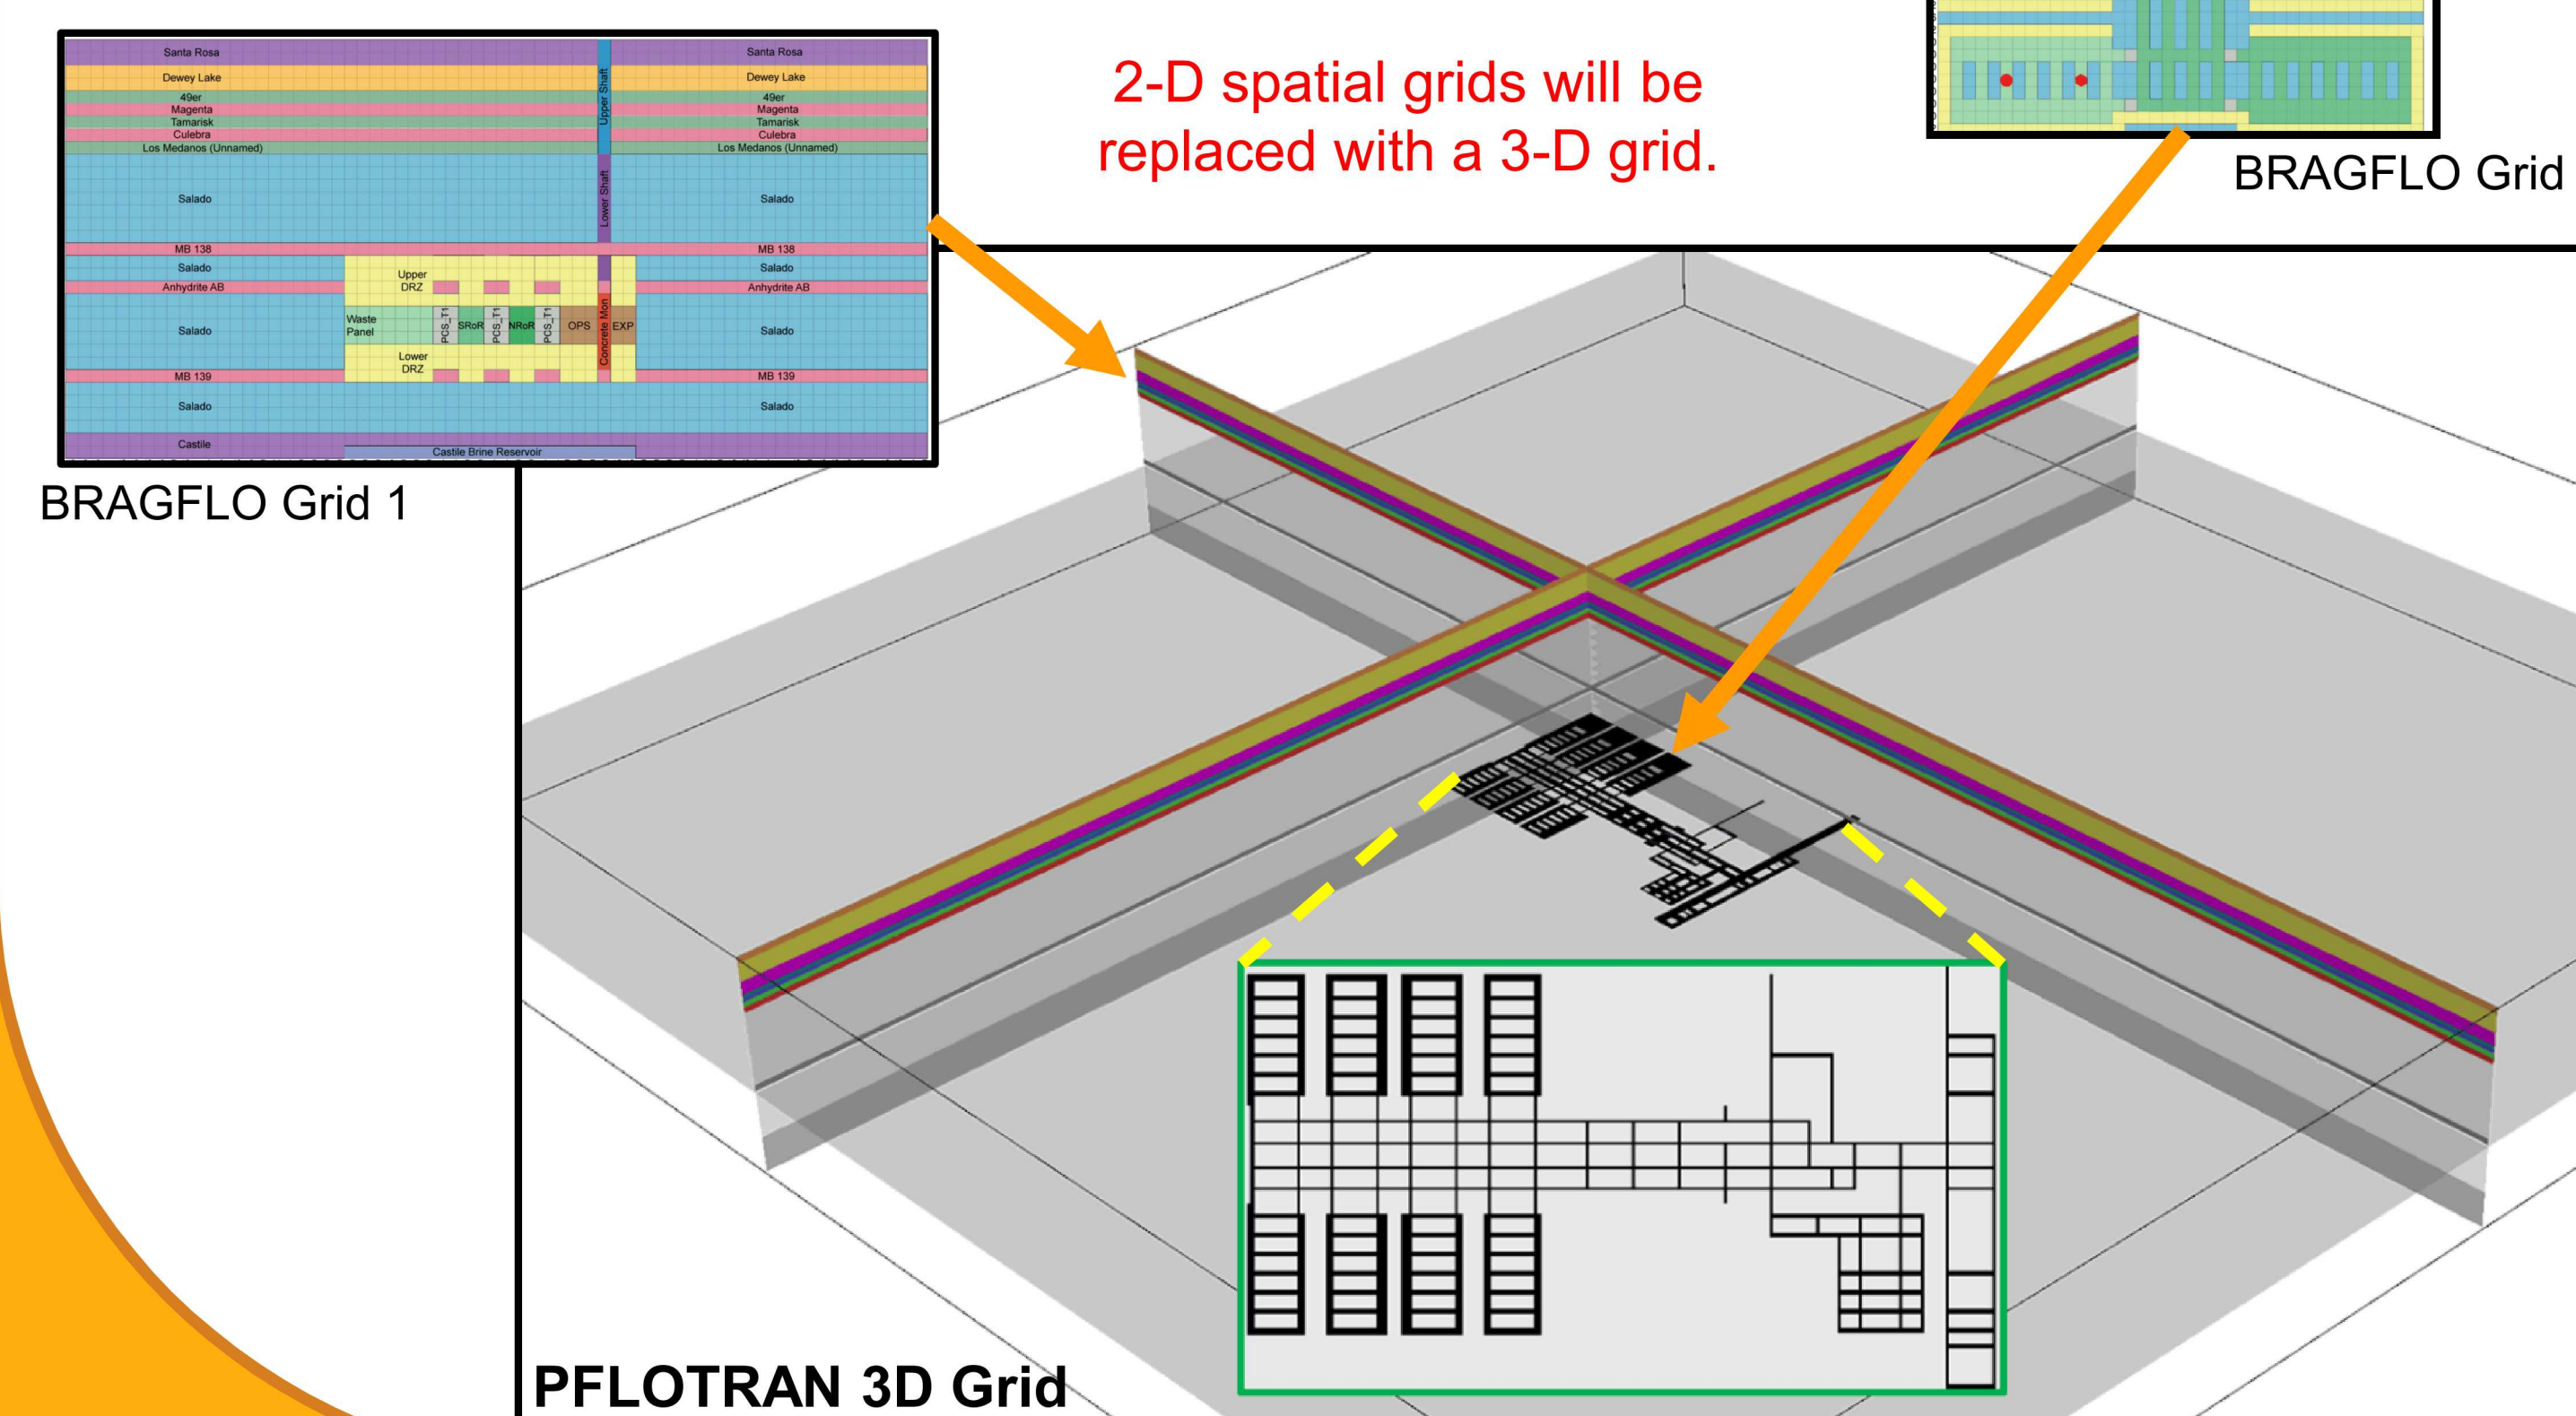 Santa Rosa Santa Rosa
Dewey Lake Dewey Lake
49er 49er
Magenta Magenta
Tamarisk Tamarisk
Culebra Culebra
Los Medanos (Unnamed) Los Medanos (Unnamed)
Upper Shaft
Salado Lower Shaft Salado
MB 138 MB 138
Salado Salado
Upper
DRZ
Anhydrite AB Anhydrite AB
Waste
Panel
PCS_T1 SRoR PCS_T1 NRoR PCS_T1 OPS Concrete Mon EXP
Salado Salado
Lower
DRZ
MB 139 MB 139
Salado Salado
Castile
Castile Brine Reservoir
BRAGFLO Grid 1
2-D spatial grids will be
replaced with a 3-D grid.
BRAGFLO Grid
PFLOTRAN 3D Grid